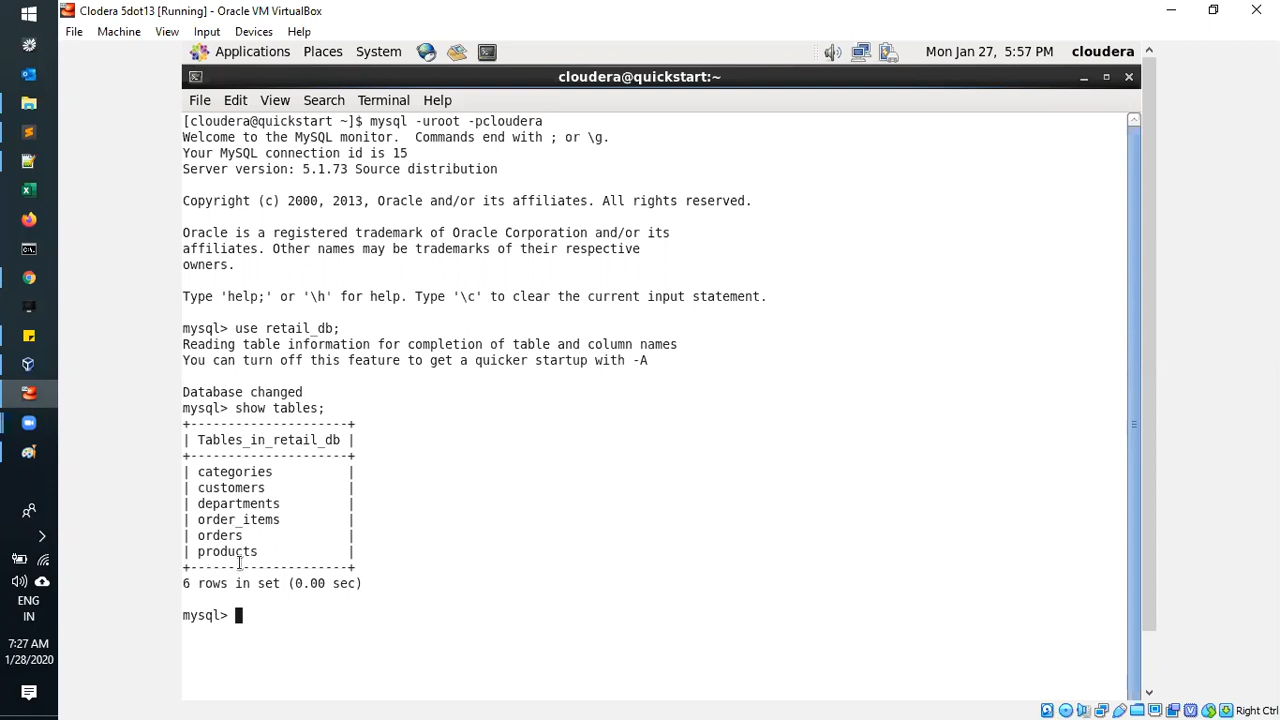 Clodera 5dot13 [Running] - Oracle VM VirtualBox
File Machine View Input Devices Help
Applications Places System Mon Jan 27, 5:57 PM cloudera
cloudera@quickstart:~
File Edit View Search Terminal Help
[cloudera@quickstart ~]$ mysql -uroot -pcloudera
Welcome to the MySQL monitor.  Commands end with ; or \g.
Your MySQL connection id is 15
Server version: 5.1.73 Source distribution
Copyright (c) 2000, 2013, Oracle and/or its affiliates. All rights reserved.
Oracle is a registered trademark of Oracle Corporation and/or its
affiliates. Other names may be trademarks of their respective
owners.
Type 'help;' or '\h' for help. Type '\c' to clear the current input statement.
mysql> use retail_db;
Reading table information for completion of table and column names
You can turn off this feature to get a quicker startup with -A
Database changed
mysql> show tables;
+---------------------+
| Tables_in_retail_db |
+---------------------+
| categories          |
| customers           |
| departments         |
| order_items         |
| orders              |
| products            |
+---------------------+
6 rows in set (0.00 sec)
mysql>
ENG
IN
7:27 AM
1/28/2020
Right Ctrl